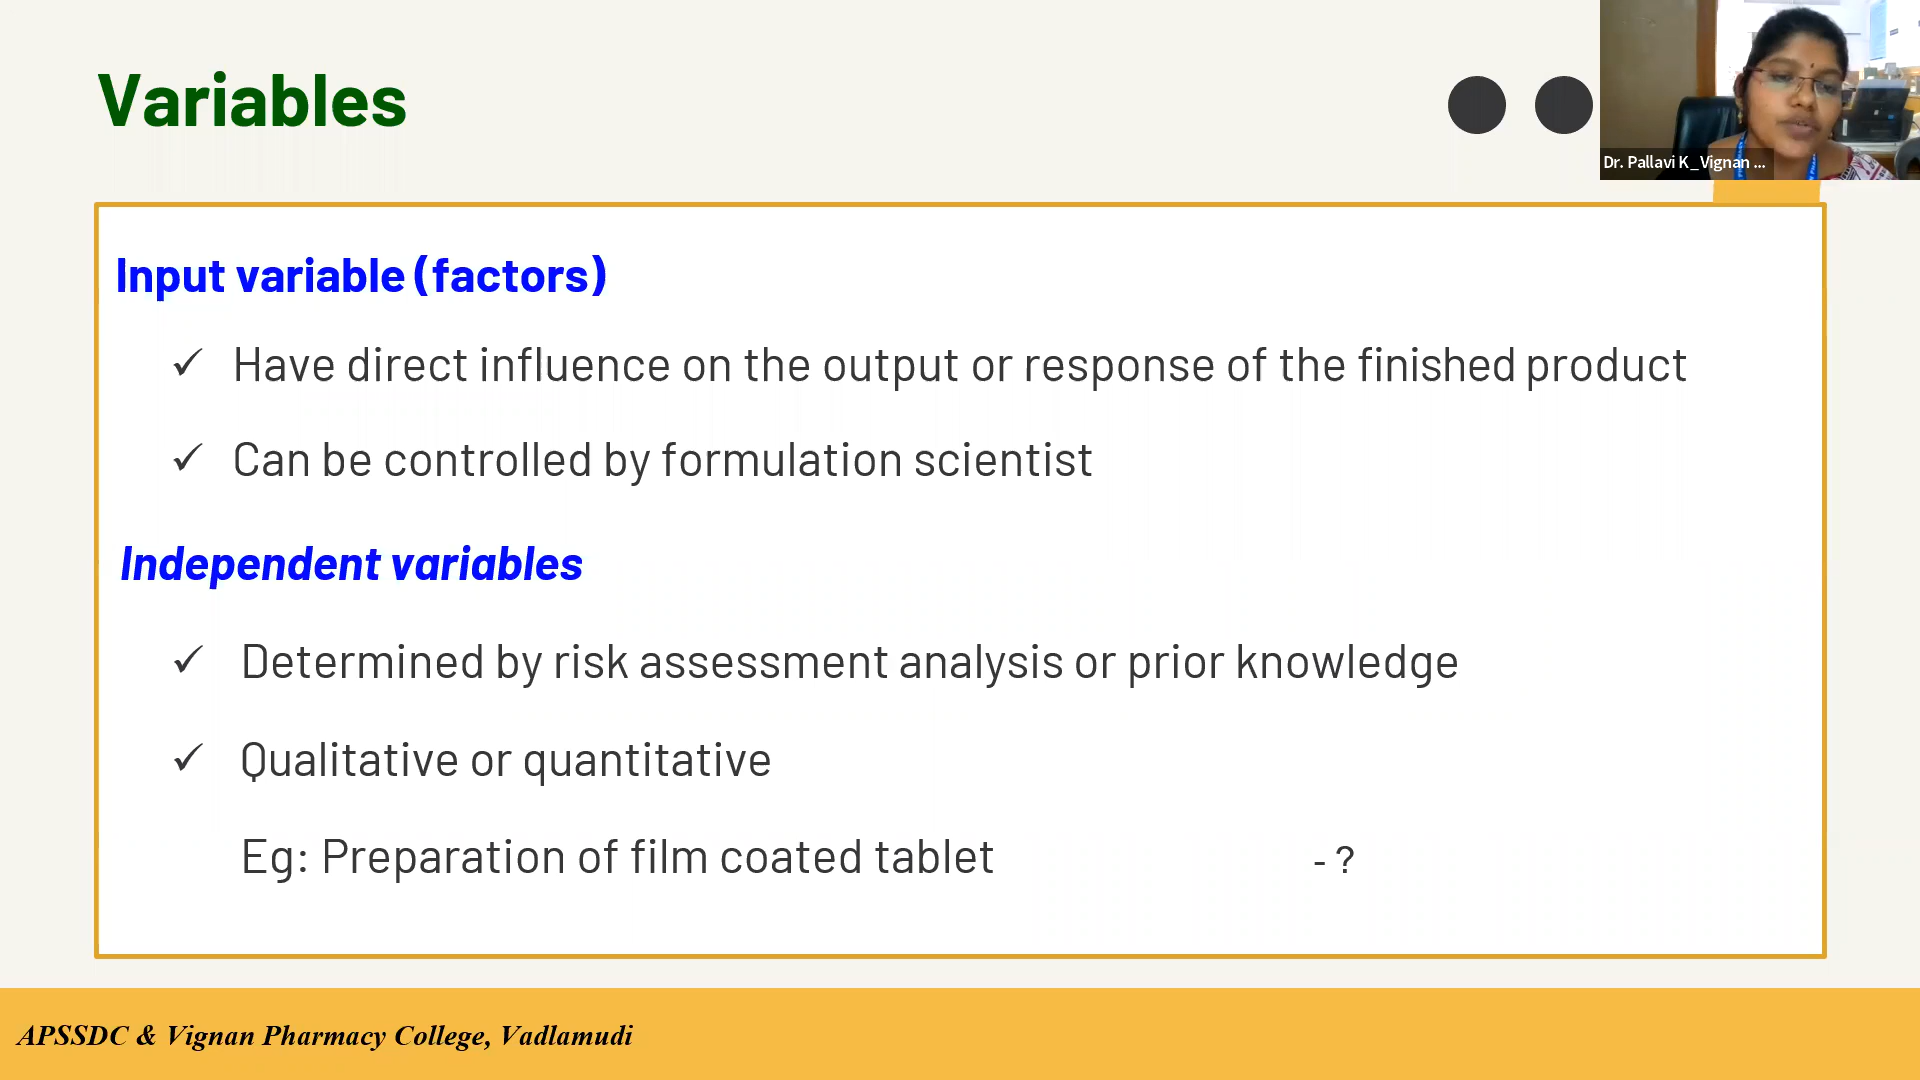 Variables
Dr. Pallavi K_Vignan ...
Input variable (factors)
✓ Have direct influence on the output or response of the finished product
✓ Can be controlled by formulation scientist
Independent variables
✓ Determined by risk assessment analysis or prior knowledge
✓ Qualitative or quantitative
Eg: Preparation of film coated tablet - ?
APSSDC & Vignan Pharmacy College, Vadlamudi